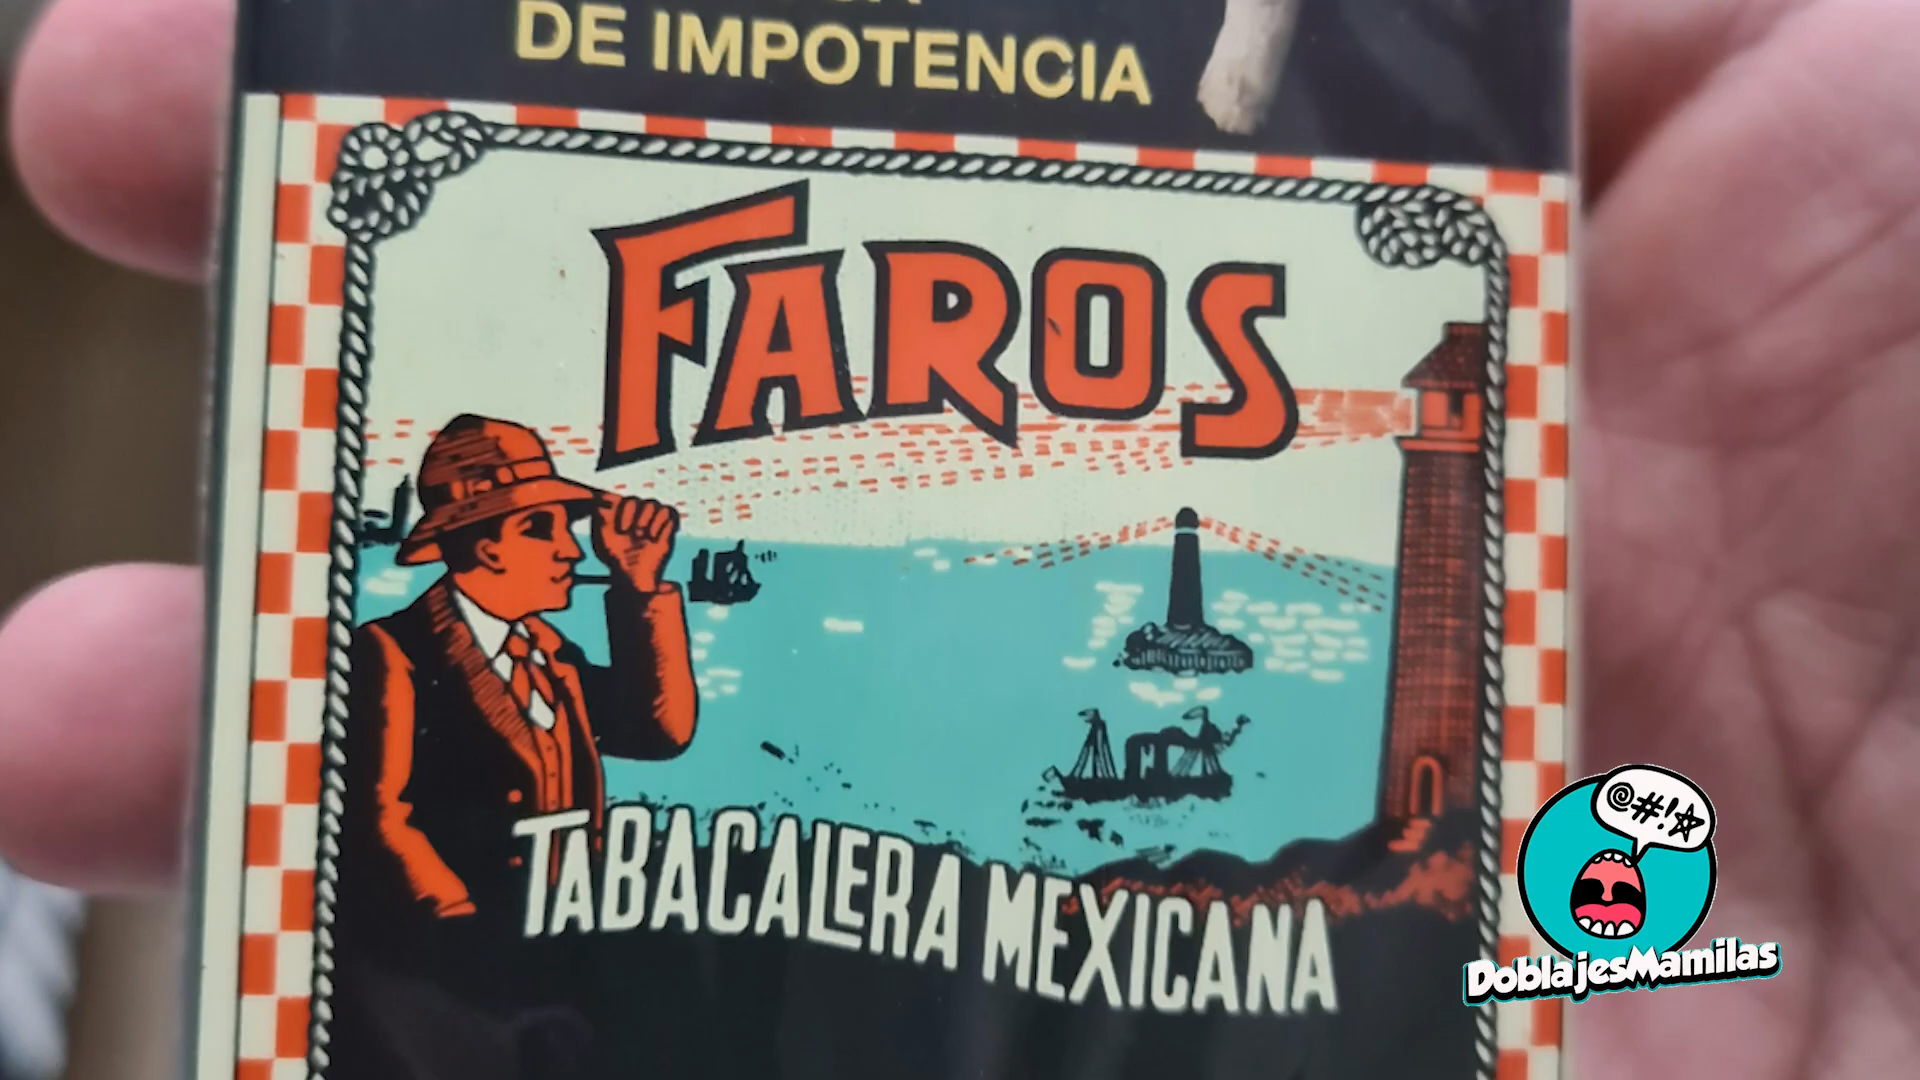 DE IMPOTENCIA
FAROS
TABACALERA MEXICANA
@#!
DoblajesMamilas